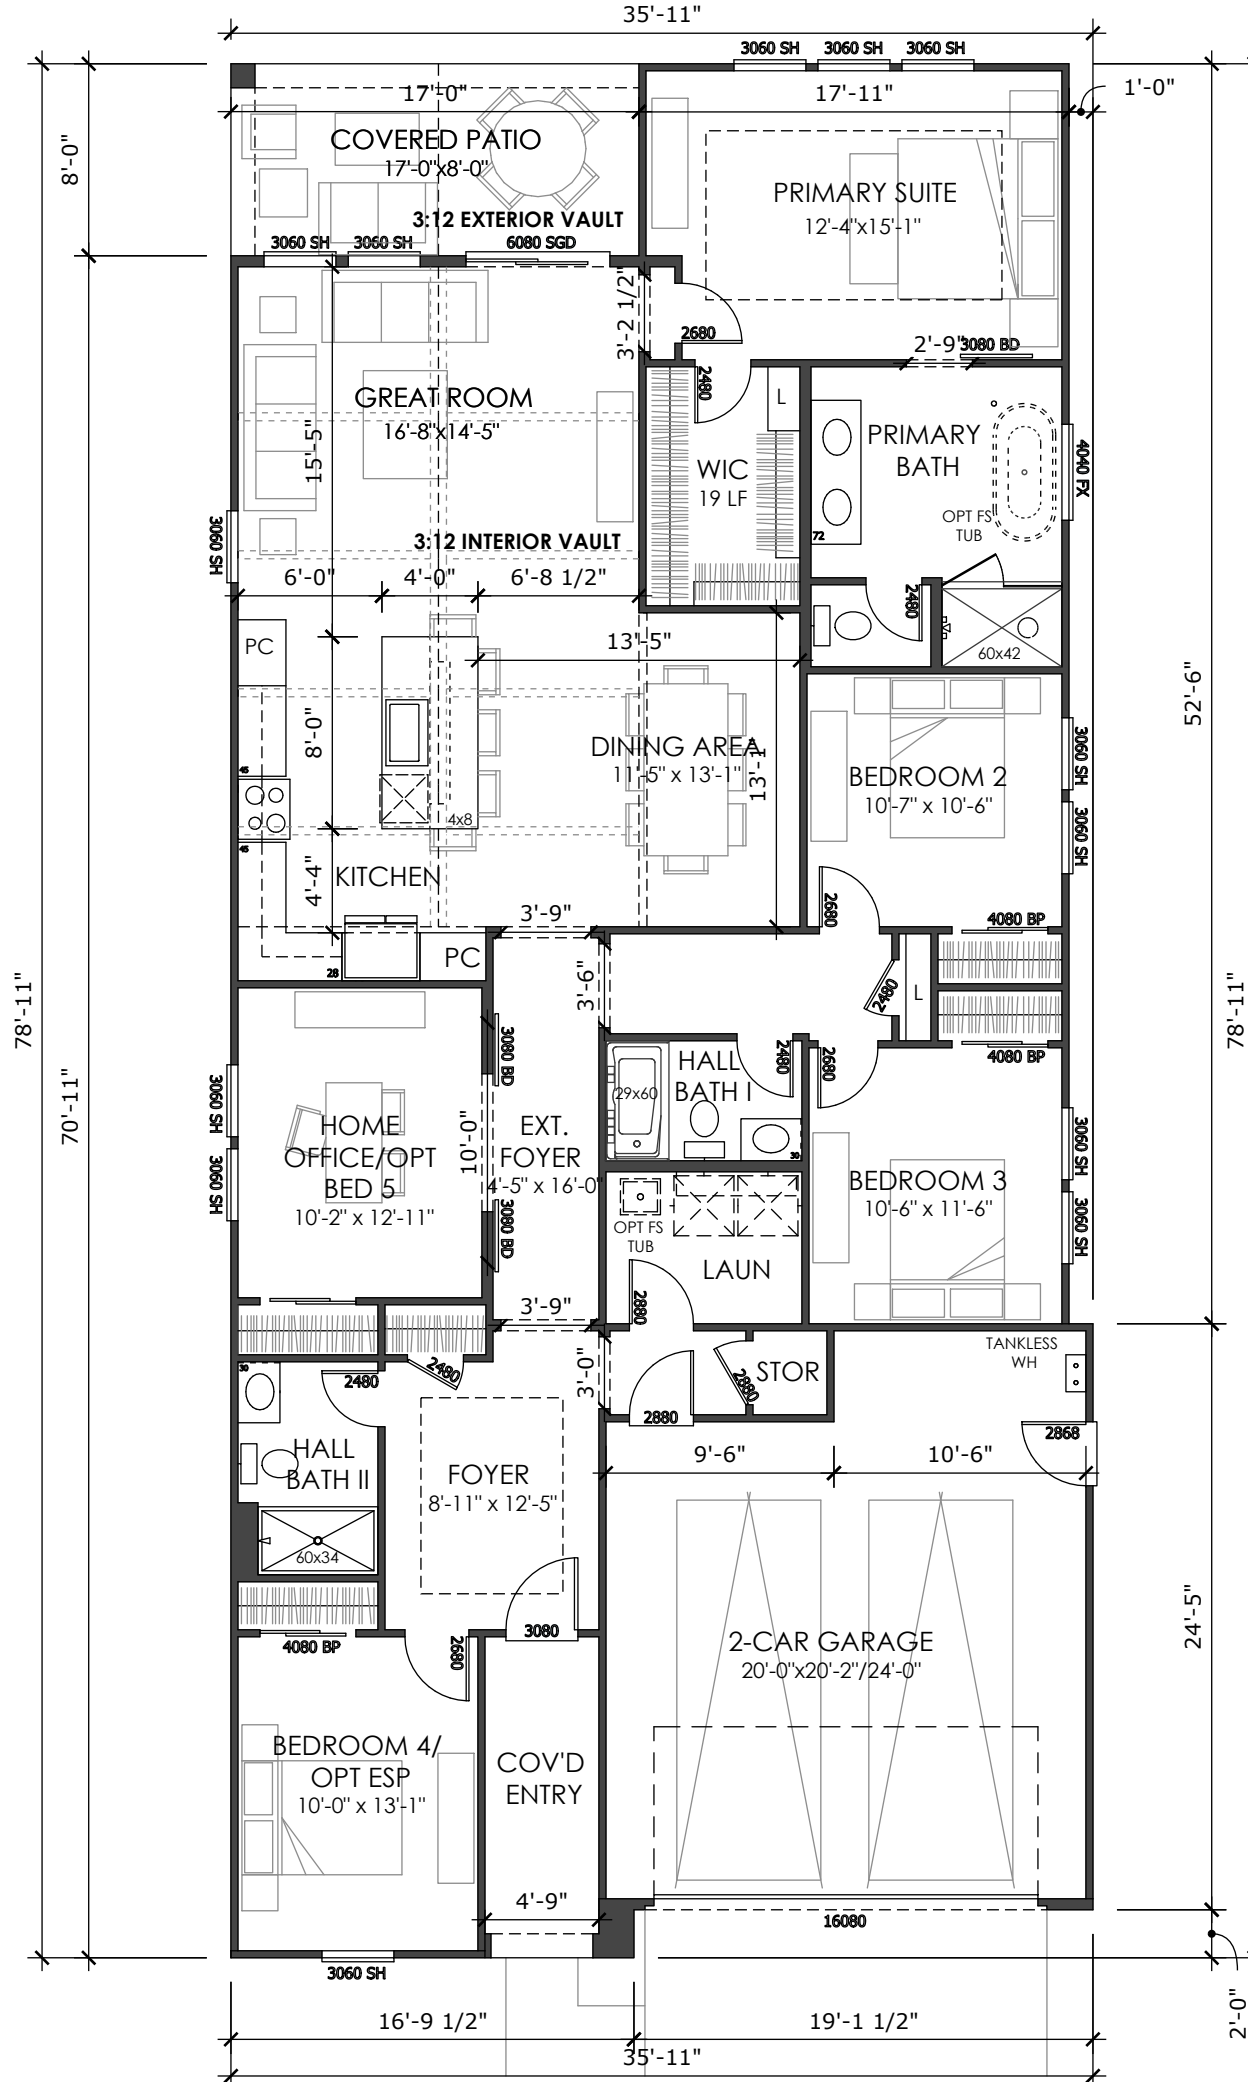 35'-11"
3060 SH
3060 SH
3060 SH
17'-0"
17'-11"
1'-0"
8'-0"
COVERED PATIO
17'-0"x8'-0"
PRIMARY SUITE
12'-4"x15'-1"
3:12 EXTERIOR VAULT
3060 SH
3060 SH
6080 SGD
3'-2 1/2"
2680
2'-9"
3080 BD
2480
L
GREAT ROOM
16'-8"x14'-5"
15'-5"
WIC
19 LF
PRIMARY
BATH
4040 FX
OPT FS
TUB
72
3060 SH
3:12 INTERIOR VAULT
6'-0"
4'-0"
6'-8 1/2"
2480
60x42
PC
13'-5"
52'-6"
8'-0"
DINING AREA
11'-5" x 13'-1"
13'-1"
BEDROOM 2
10'-7" x 10'-6"
3060 SH
3060 SH
45
4x8
45
KITCHEN
4'-4"
3'-9"
2680
4080 BP
PC
28
3'-6"
2480
L
78'-11"
78'-11"
70'-11"
3080 BD
2480
2680
4080 BP
HALL
BATH I
29x60
30
3060 SH
3060 SH
HOME
OFFICE/OPT
BED 5
10'-2" x 12'-11"
10'-0"
EXT.
FOYER
4'-5" x 16'-0"
3080 BD
OPT FS
TUB
LAUN
BEDROOM 3
10'-6" x 11'-6"
3060 SH
3060 SH
2880
3'-9"
3'-0"
30
2480
2480
2880
2880
STOR
TANKLESS
WH
2868
HALL
BATH II
60x34
FOYER
8'-11" x 12'-5"
9'-6"
10'-6"
3080
4080 BP
2680
2-CAR GARAGE
20'-0"x20'-2"/24'-0"
24'-5"
BEDROOM 4/
OPT ESP
10'-0" x 13'-1"
COV'D
ENTRY
4'-9"
16080
3060 SH
2'-0"
16'-9 1/2"
19'-1 1/2"
35'-11"